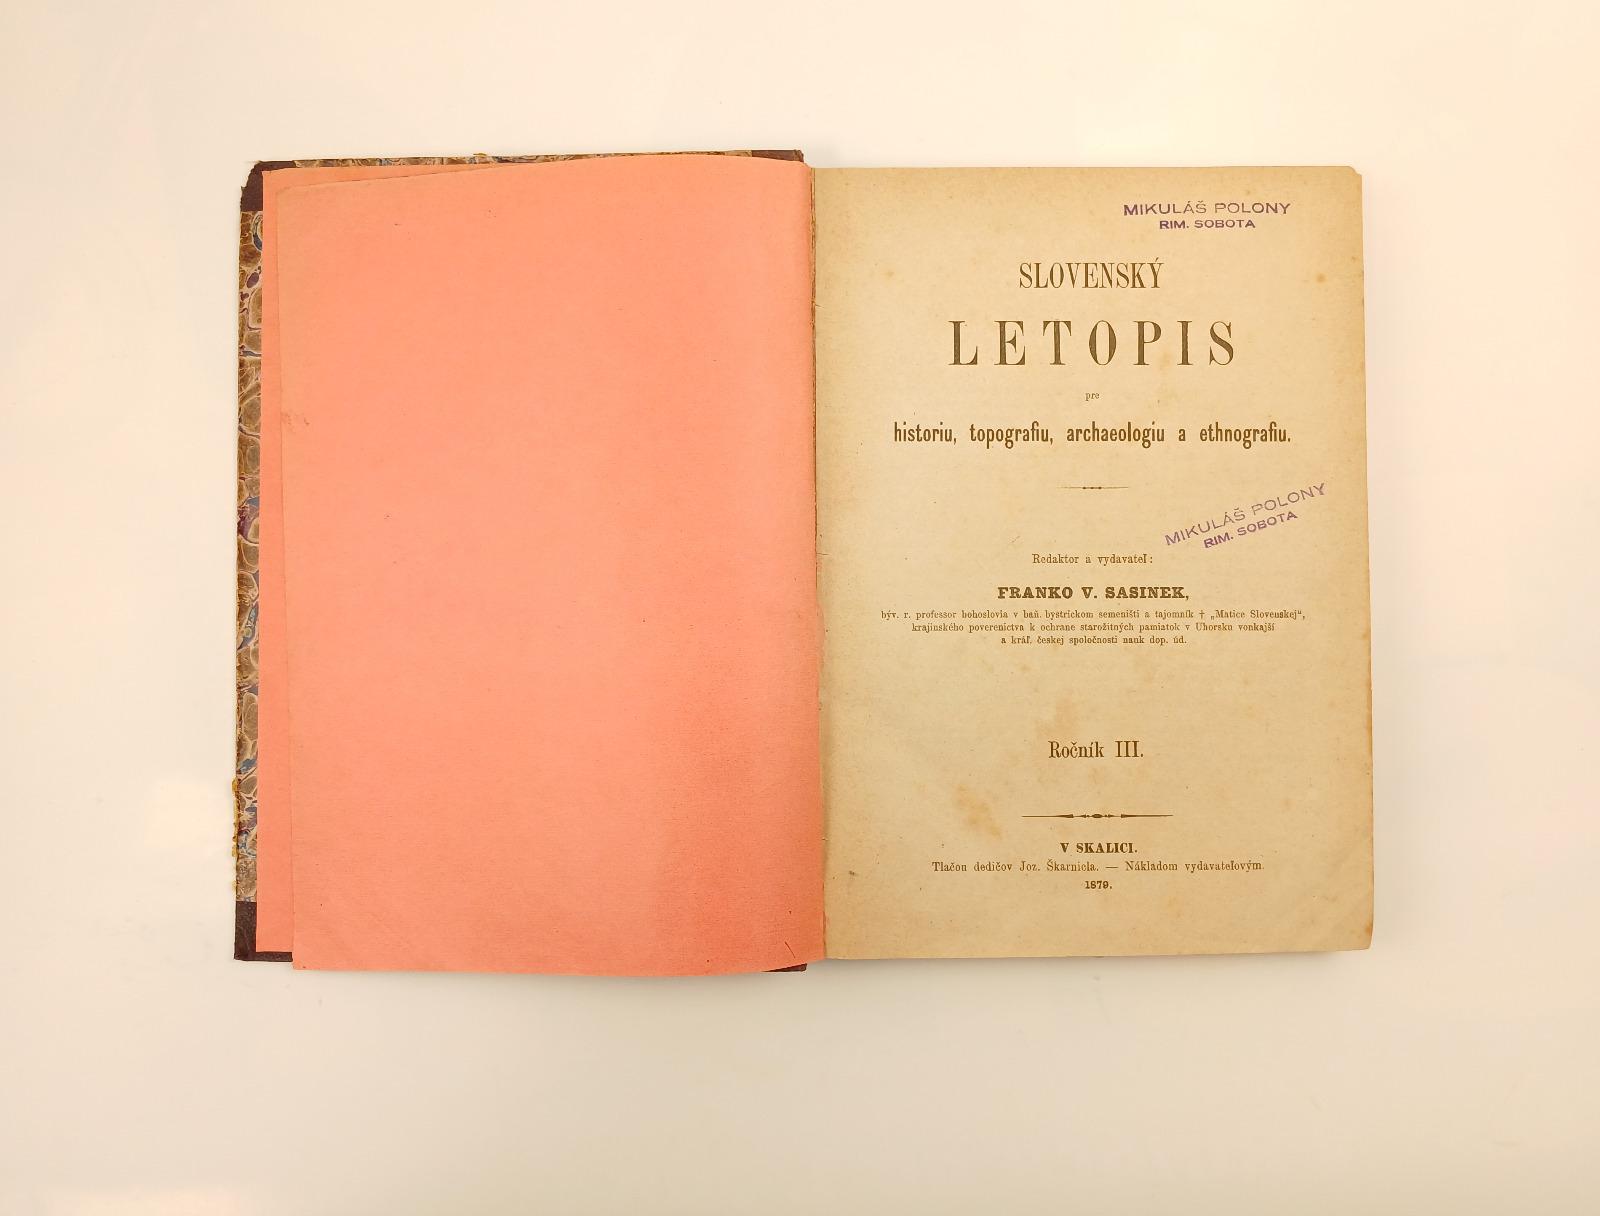 MIKULÁŠ POLONY
RIM. SOBOTA
SLOVENSKÝ
LETOPIS
pre
historiu, topografiu, archaeologiu a ethnografiu.
MIKULÁŠ POLONY
RIM. SOBOTA
Redaktor a vydavateľ:
FRANKO V. SASINEK,
býv. r. professor bohoslovia v baň. bystrickom semeništi a tajomník † „Matice Slovenskej“,
krajinského poverenictva k ochrane starožitných pamiatok v Uhorsku vonkajší
a kráľ. českej spoločnosti nauk dop. úd.
Ročník III.
V SKALICI.
Tlačou dedičov Joz. Škarnicla. — Nákladom vydavateľovým.
1879.